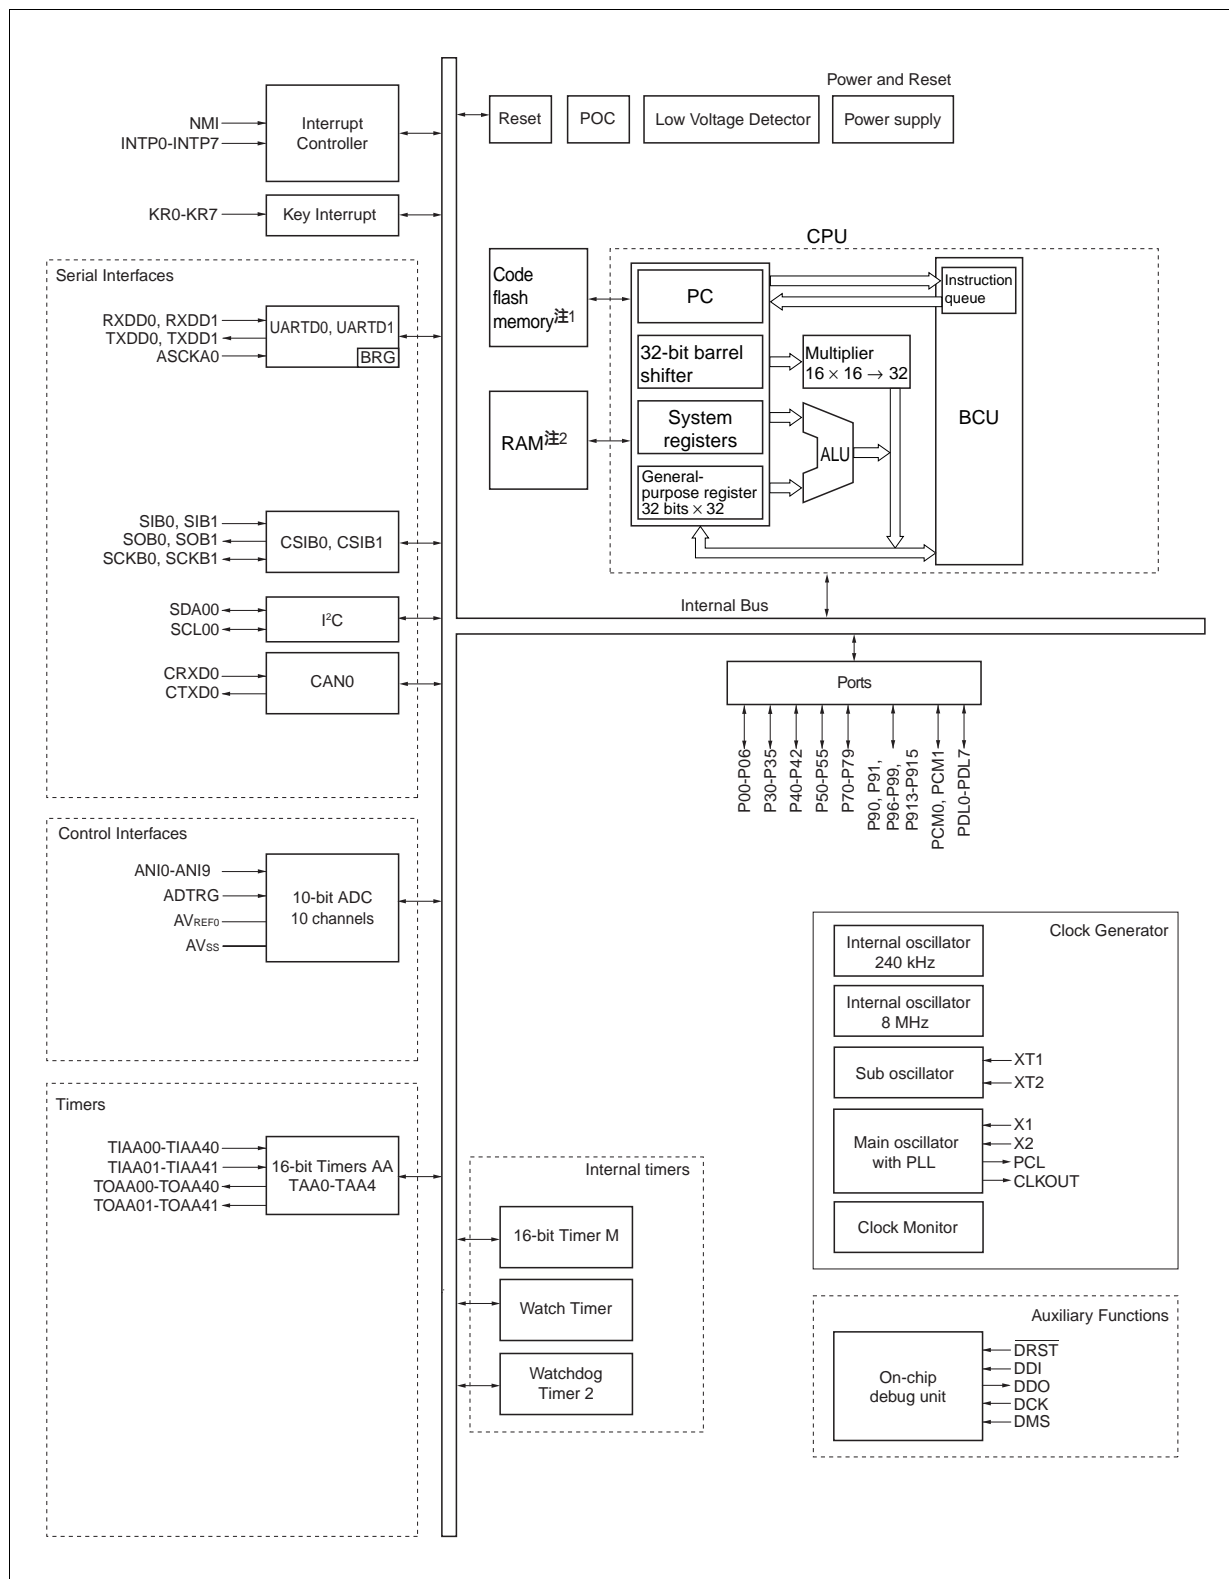 Power and Reset
NMI
INTP0-INTP7
Interrupt
Controller
Reset
POC
Low Voltage Detector
Power supply
KR0-KR7
Key Interrupt
CPU
Code
flash
memory注1
PC
Instruction
queue
32-bit barrel
shifter
Multiplier
16 × 16 → 32
RAM注2
System
registers
ALU
BCU
General-
purpose register
32 bits × 32
Serial Interfaces
RXDD0, RXDD1
TXDD0, TXDD1
ASCKA0
UARTD0, UARTD1
BRG
SIB0, SIB1
SOB0, SOB1
SCKB0, SCKB1
CSIB0, CSIB1
SDA00
SCL00
I²C
CRXD0
CTXD0
CAN0
Internal Bus
Ports
P00-P06
P30-P35
P40-P42
P50-P55
P70-P79
P90, P91,
P96-P99,
P913-P915
PCM0, PCM1
PDL0-PDL7
Control Interfaces
ANI0-ANI9
ADTRG
AVREF0
AVSS
10-bit ADC
10 channels
Clock Generator
Internal oscillator
240 kHz
Internal oscillator
8 MHz
Sub oscillator
XT1
XT2
Main oscillator
with PLL
X1
X2
PCL
CLKOUT
Clock Monitor
Timers
TIAA00-TIAA40
TIAA01-TIAA41
TOAA00-TOAA40
TOAA01-TOAA41
16-bit Timers AA
TAA0-TAA4
Internal timers
16-bit Timer M
Watch Timer
Watchdog
Timer 2
Auxiliary Functions
On-chip
debug unit
DRST
DDI
DDO
DCK
DMS